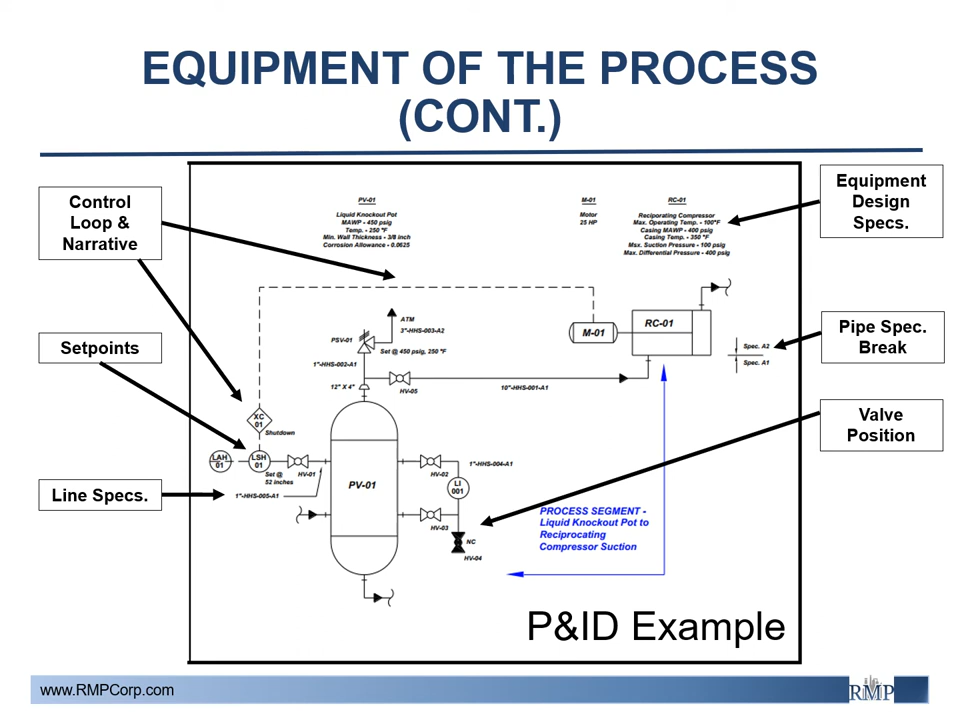 EQUIPMENT OF THE PROCESS
(CONT.)
Control
Loop &
Narrative
Setpoints
Line Specs.
Equipment
Design
Specs.
Pipe Spec.
Break
Valve
Position
PV-01
Liquid Knockout Pot
MAWP - 450 psig
Temp. - 250 °F
Min. Wall Thickness - 3/8 inch
Corrosion Allowance - 0.0625
M-01
Motor
25 HP
RC-01
Reciporating Compressor
Max. Operating Temp. - 100°F
Casing MAWP - 400 psig
Casing Temp. - 350 °F
Msx. Suction Pressure - 100 psig
Max. Differential Pressure - 400 psig
ATM
3"-HHS-003-A2
PSV-01
Set @ 450 psig, 250 °F
1"-HHS-002-A1
12" X 4"
HV-05
10"-HHS-001-A1
M-01
RC-01
Spec. A2
Spec. A1
XC
01
Shutdown
LAH
01
LSH
01
Set @
52 inches
HV-01
1"-HHS-005-A1
PV-01
HV-02
1"-HHS-004-A1
LI
001
HV-03
NC
HV-04
PROCESS SEGMENT -
Liquid Knockout Pot to
Reciprocating
Compressor Suction
P&ID Example
www.RMPCorp.com
RMP